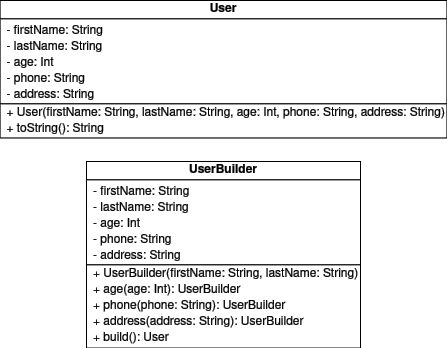 User
- firstName: String
- lastName: String
- age: Int
- phone: String
- address: String
+ User(firstName: String, lastName: String, age: Int, phone: String, address: String)
+ toString(): String
UserBuilder
- firstName: String
- lastName: String
- age: Int
- phone: String
- address: String
+ UserBuilder(firstName: String, lastName: String)
+ age(age: Int): UserBuilder
+ phone(phone: String): UserBuilder
+ address(address: String): UserBuilder
+ build(): User